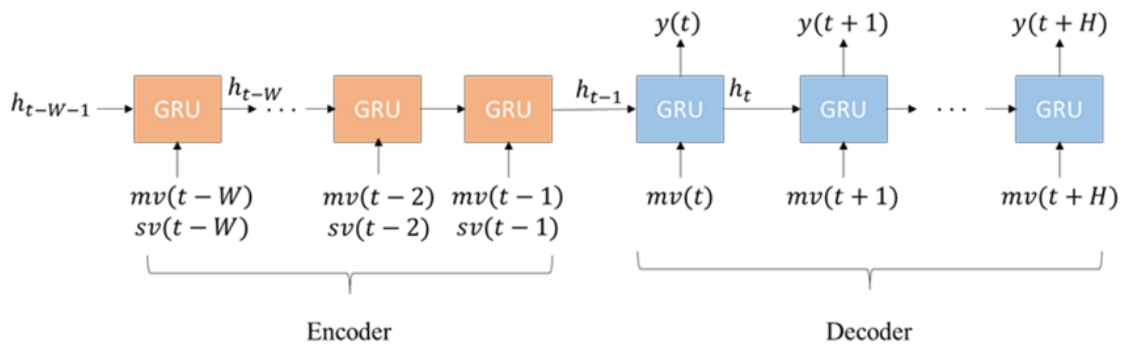 y(t) y(t + 1) y(t + H)
h_{t-W-1} GRU h_{t-W} ... GRU GRU h_{t-1} GRU h_t GRU ... GRU
mv(t − W) mv(t − 2) mv(t − 1) mv(t) mv(t + 1) mv(t + H)
sv(t − W) sv(t − 2) sv(t − 1)
Encoder Decoder